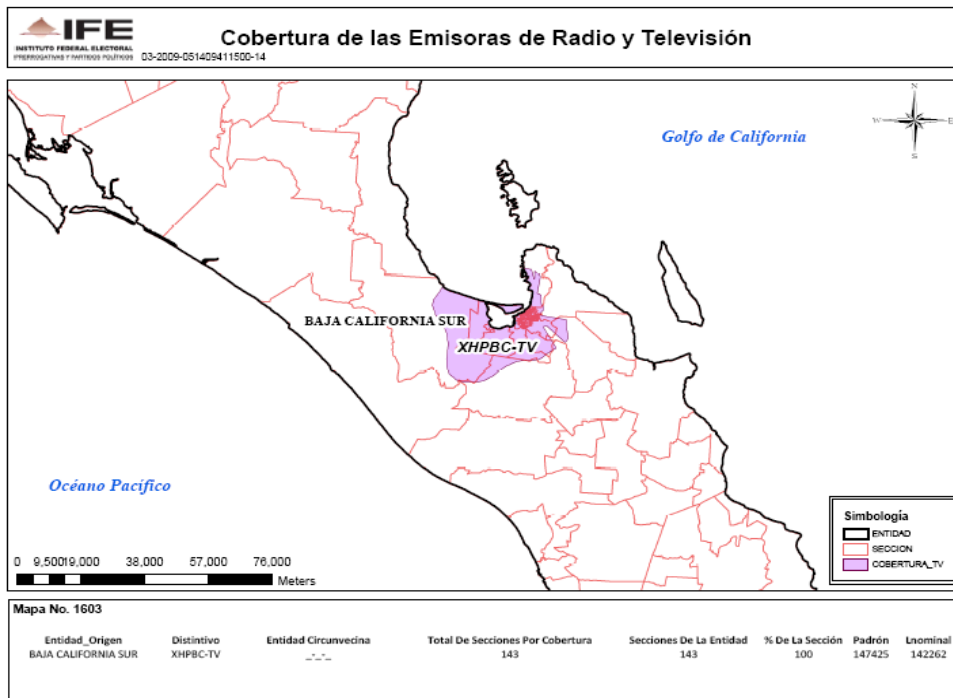 IFE
INSTITUTO FEDERAL ELECTORAL
PRERROGATIVAS Y PARTIDOS POLÍTICOS
03-2009-051409411500-14
Cobertura de las Emisoras de Radio y Televisión
N
W E
S
Golfo de California
BAJA CALIFORNIA SUR
XHPBC-TV
Océano Pacífico
0 9,50019,000 38,000 57,000 76,000
Meters
Simbología
ENTIDAD
SECCION
COBERTURA_TV
Mapa No. 1603
Entidad_Origen Distintivo Entidad Circunvecina Total De Secciones Por Cobertura Secciones De La Entidad % De La Sección Padrón Lnominal
BAJA CALIFORNIA SUR XHPBC-TV _-_-_ 143 143 100 147425 142262